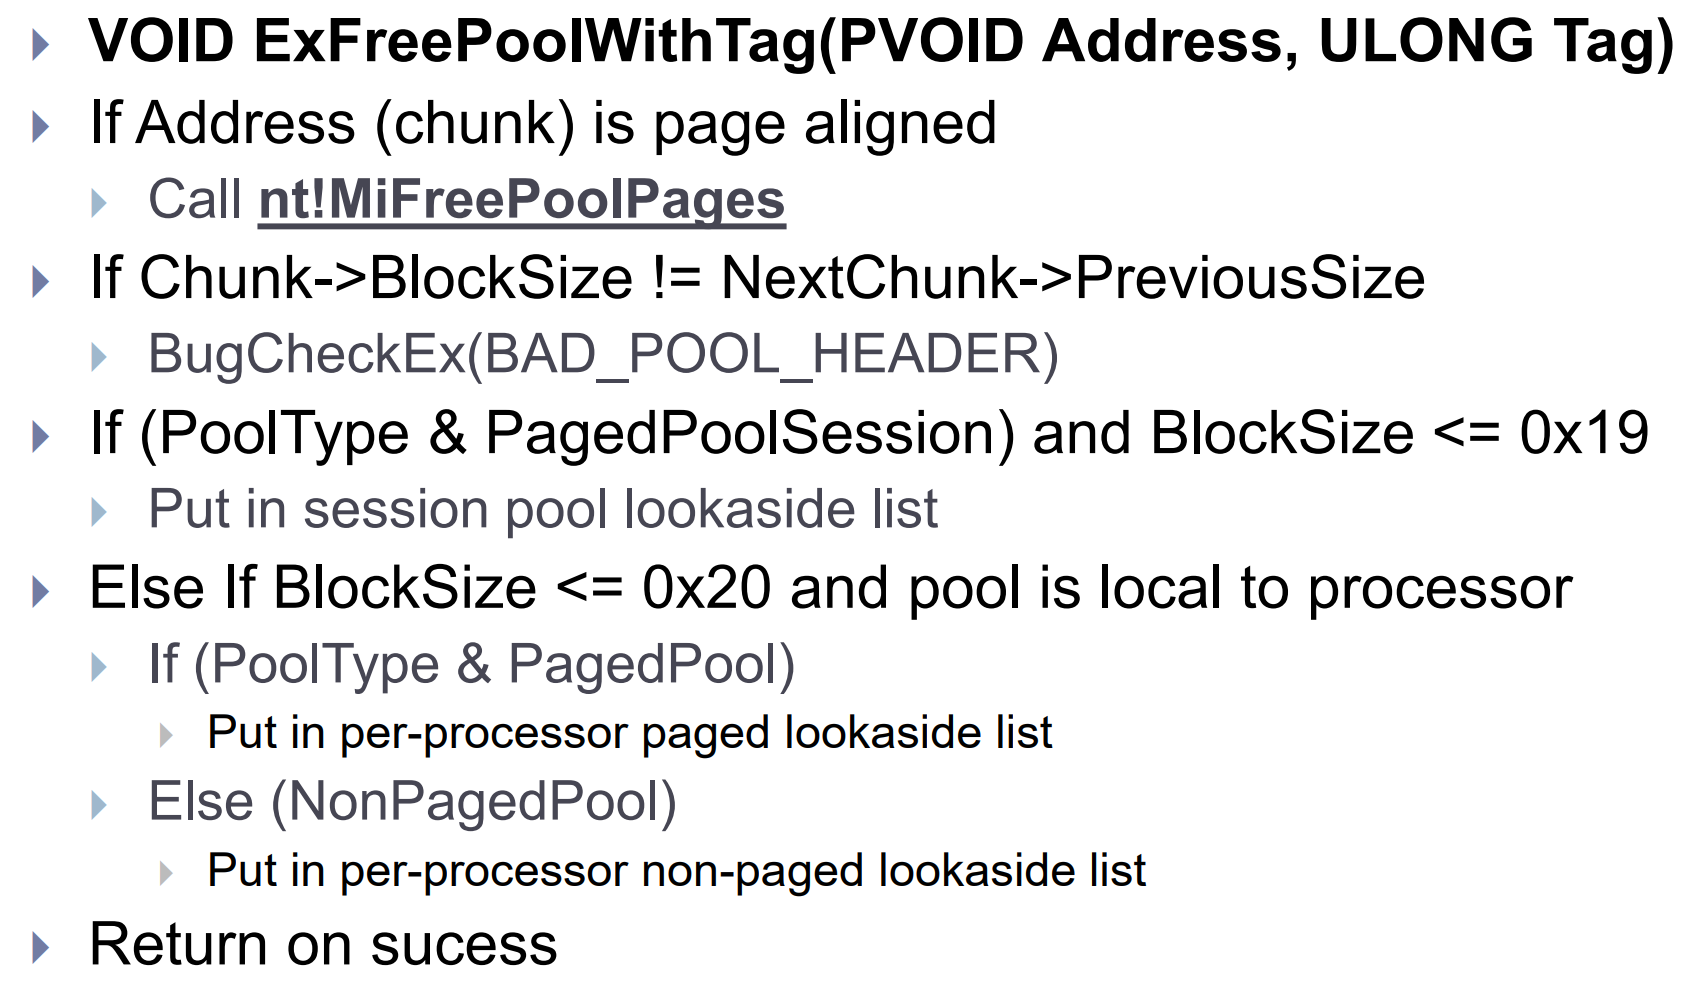 VOID ExFreePoolWithTag(PVOID Address, ULONG Tag)
If Address (chunk) is page aligned
Call nt!MiFreePoolPages
If Chunk->BlockSize != NextChunk->PreviousSize
BugCheckEx(BAD_POOL_HEADER)
If (PoolType & PagedPoolSession) and BlockSize <= 0x19
Put in session pool lookaside list
Else If BlockSize <= 0x20 and pool is local to processor
If (PoolType & PagedPool)
Put in per-processor paged lookaside list
Else (NonPagedPool)
Put in per-processor non-paged lookaside list
Return on sucess